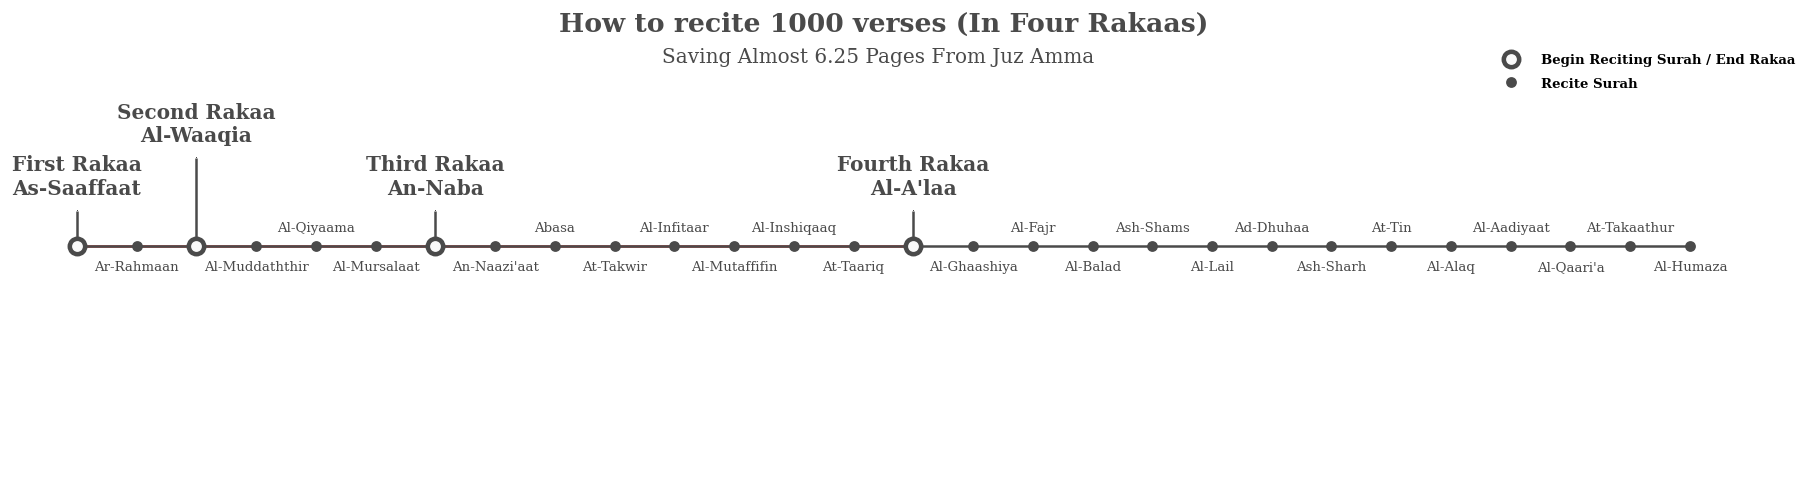 How to recite 1000 verses (In Four Rakaas)
Saving Almost 6.25 Pages From Juz Amma
Begin Reciting Surah / End Rakaa
Recite Surah
First Rakaa
As-Saaffaat
Ar-Rahmaan
Second Rakaa
Al-Waaqia
Al-Muddaththir
Al-Qiyaama
Al-Mursalaat
Third Rakaa
An-Naba
An-Naazi'aat
Abasa
At-Takwir
Al-Infitaar
Al-Mutaffifin
Al-Inshiqaaq
At-Taariq
Fourth Rakaa
Al-A'laa
Al-Ghaashiya
Al-Fajr
Al-Balad
Ash-Shams
Al-Lail
Ad-Dhuhaa
Ash-Sharh
At-Tin
Al-Alaq
Al-Aadiyaat
Al-Qaari'a
At-Takaathur
Al-Humaza